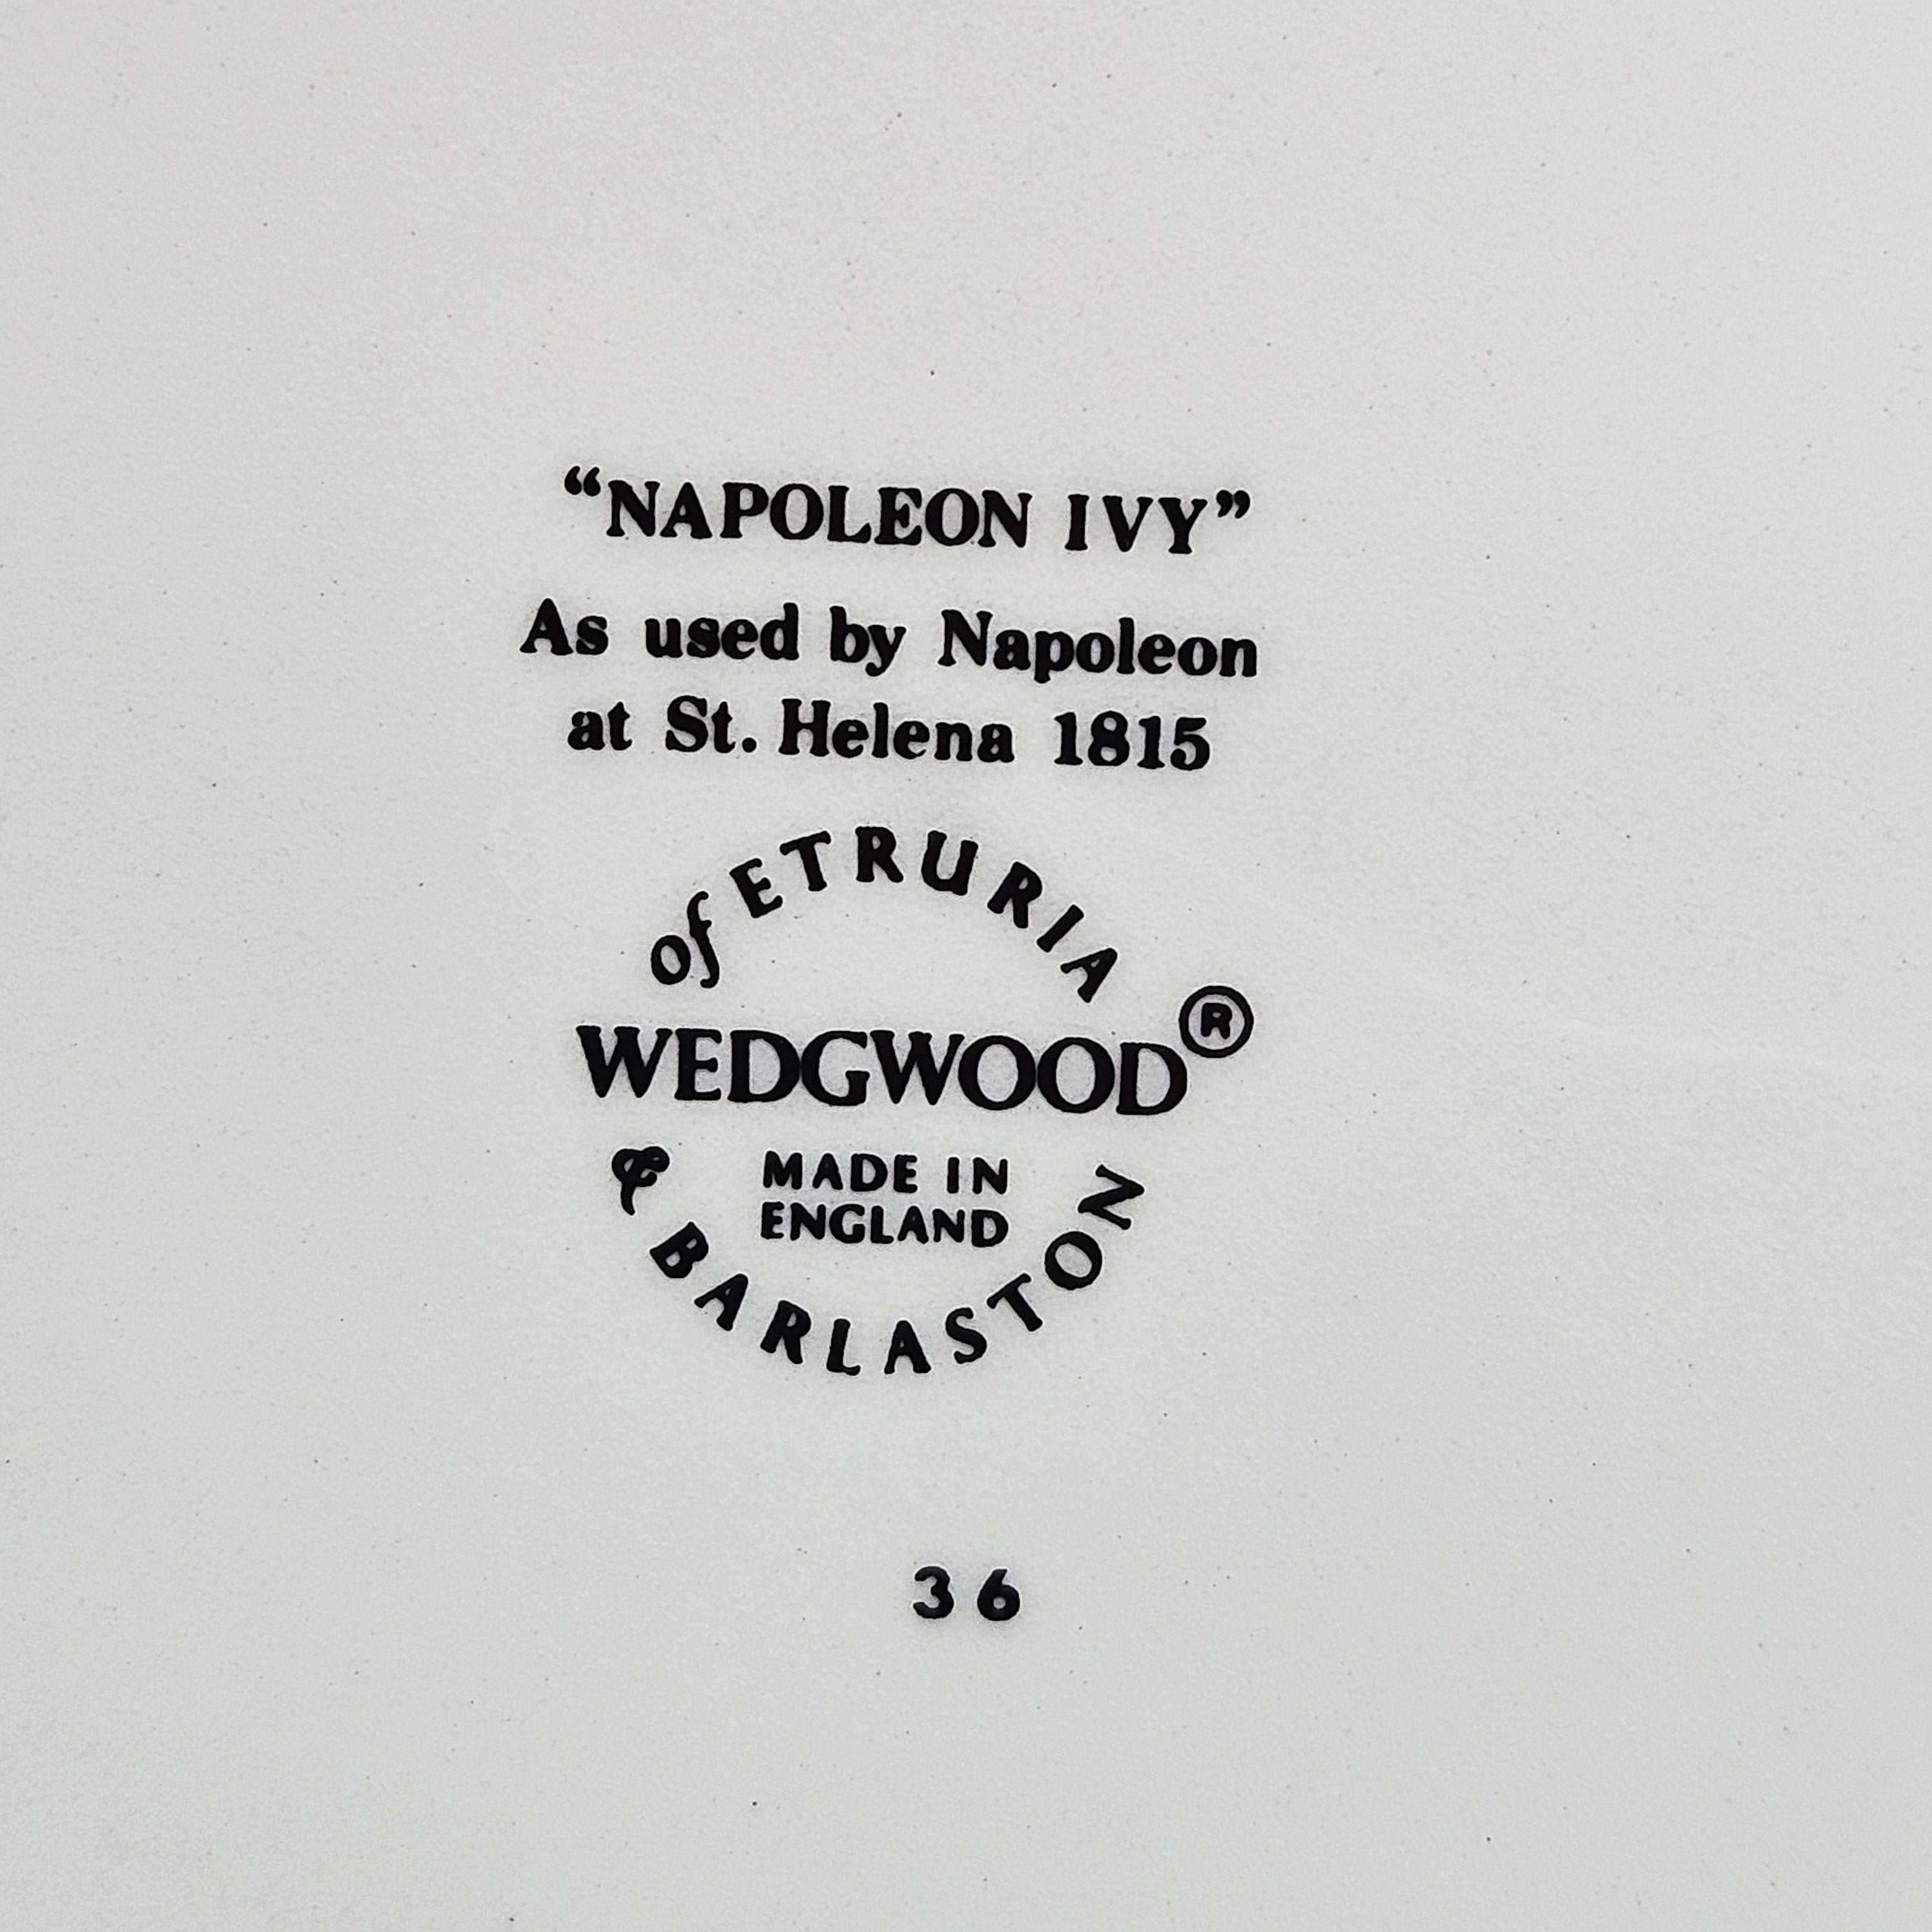 “NAPOLEON IVY”
As used by Napoleon
at St. Helena 1815
of ETRURIA
WEDGWOOD®
MADE IN
ENGLAND
& BARLASTON
36